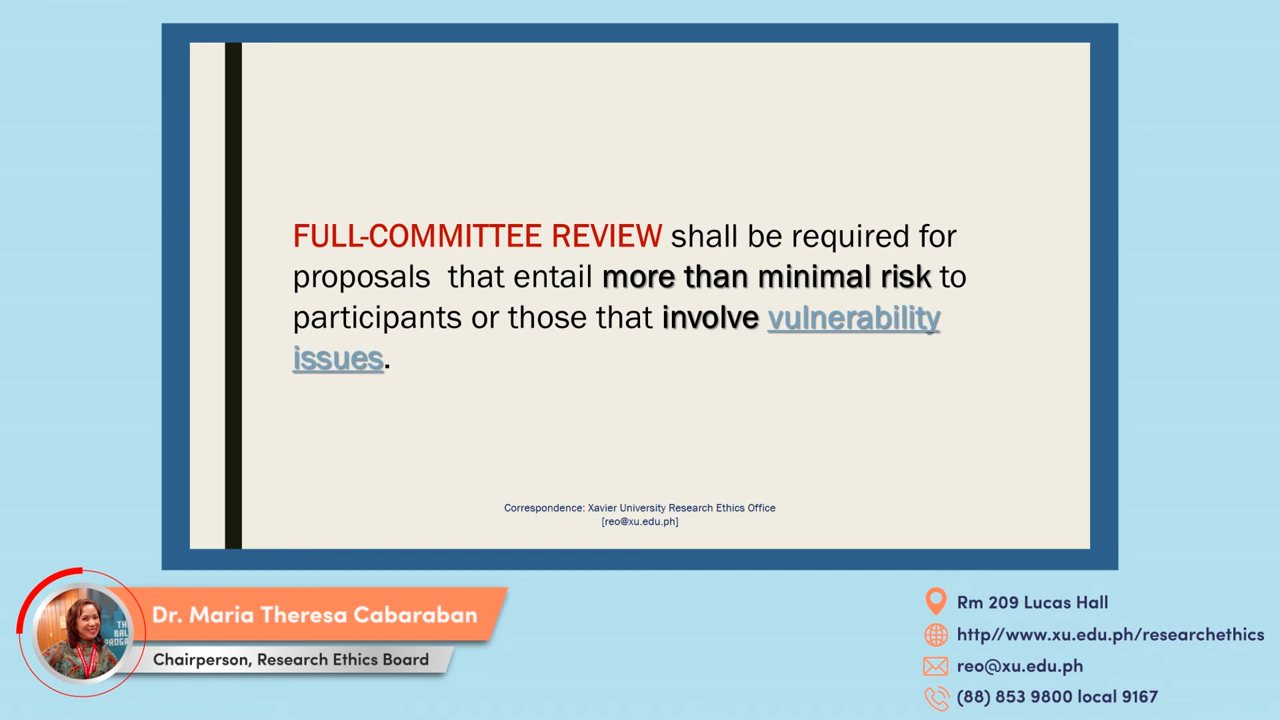 FULL-COMMITTEE REVIEW shall be required for
proposals that entail more than minimal risk to
participants or those that involve vulnerability
issues.
Correspondence: Xavier University Research Ethics Office
[reo@xu.edu.ph]
Dr. Maria Theresa Cabaraban
Chairperson, Research Ethics Board
Rm 209 Lucas Hall
http//www.xu.edu.ph/researchethics
reo@xu.edu.ph
(88) 853 9800 local 9167